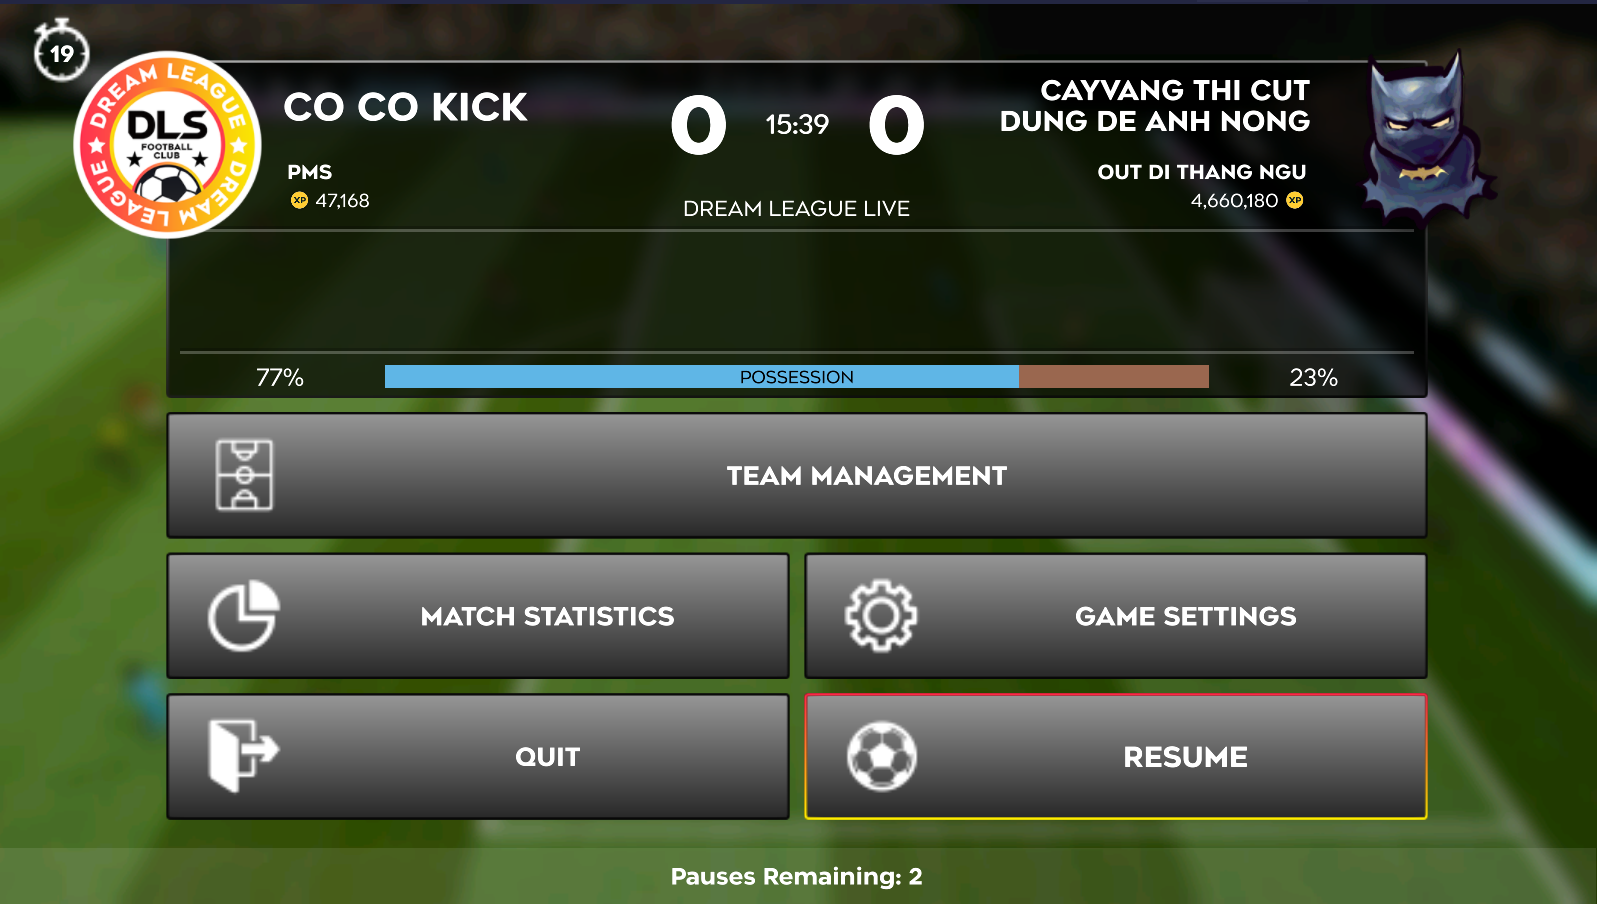 19
DREAM LEAGUE
DREAM LEAGUE
DLS
FOOTBALL
CLUB
CO CO KICK
PMS
XP 47,168
0 15:39 0
DREAM LEAGUE LIVE
CAYVANG THI CUT
DUNG DE ANH NONG
OUT DI THANG NGU
4,660,180 XP
77% POSSESSION 23%
TEAM MANAGEMENT
MATCH STATISTICS
GAME SETTINGS
QUIT
RESUME
Pauses Remaining: 2